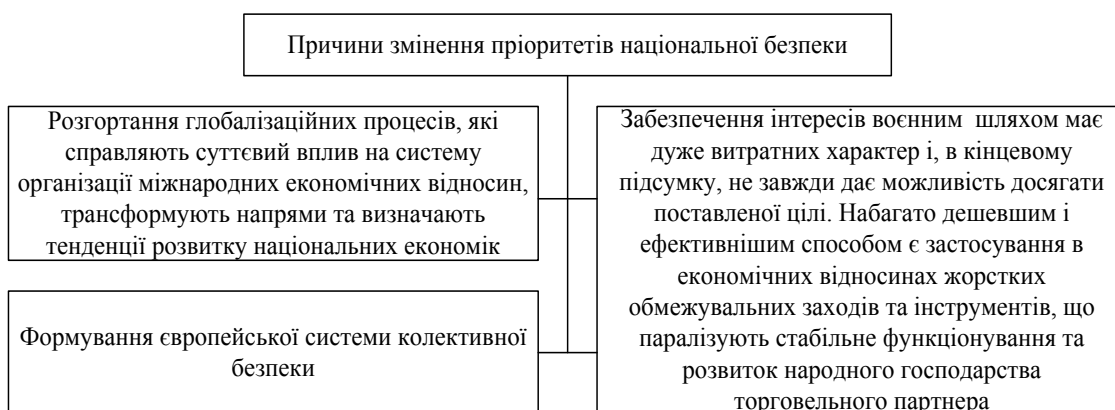 Причини змінення пріоритетів національної безпеки
Розгортання глобалізаційних процесів, які
справляють суттєвий вплив на систему
організації міжнародних економічних відносин,
трансформують напрями та визначають
тенденції розвитку національних економік
Формування європейської системи колективної
безпеки
Забезпечення інтересів воєнним шляхом має
дуже витратних характер і, в кінцевому
підсумку, не завжди дає можливість досягати
поставленої цілі. Набагато дешевшим і
ефективнішим способом є застосування в
економічних відносинах жорстких
обмежувальних заходів та інструментів, що
паралізують стабільне функціонування та
розвиток народного господарства
торговельного партнера